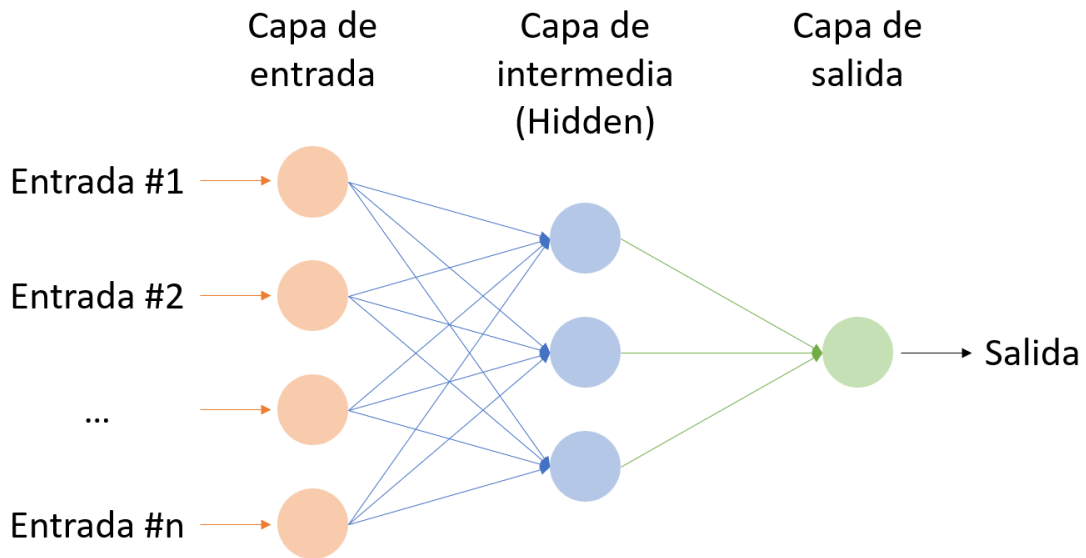 Capa de
entrada
Capa de
intermedia
(Hidden)
Capa de
salida
Entrada #1
Entrada #2
...
Entrada #n
Salida